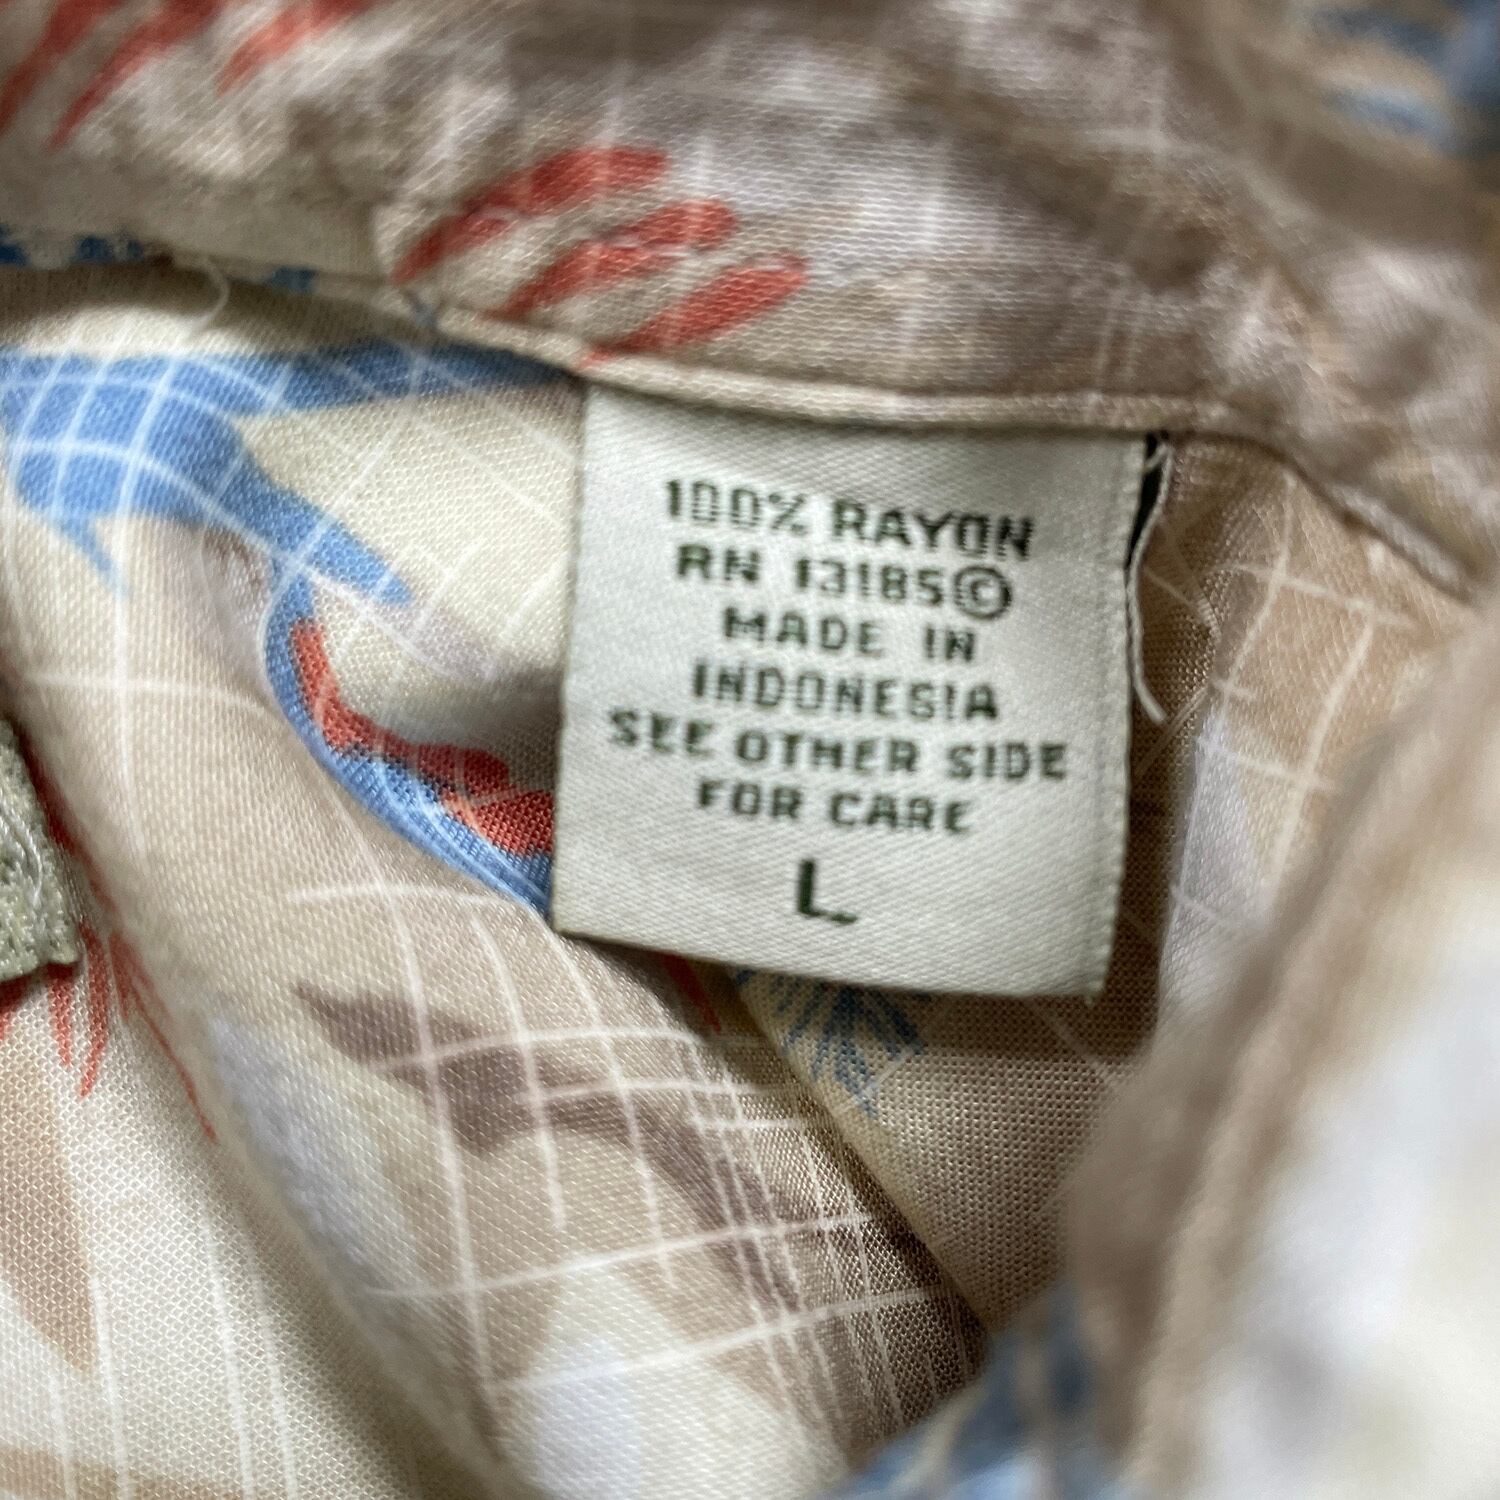 100% RAYON
RN 13185©
MADE IN
INDONESIA
SEE OTHER SIDE
FOR CARE
L